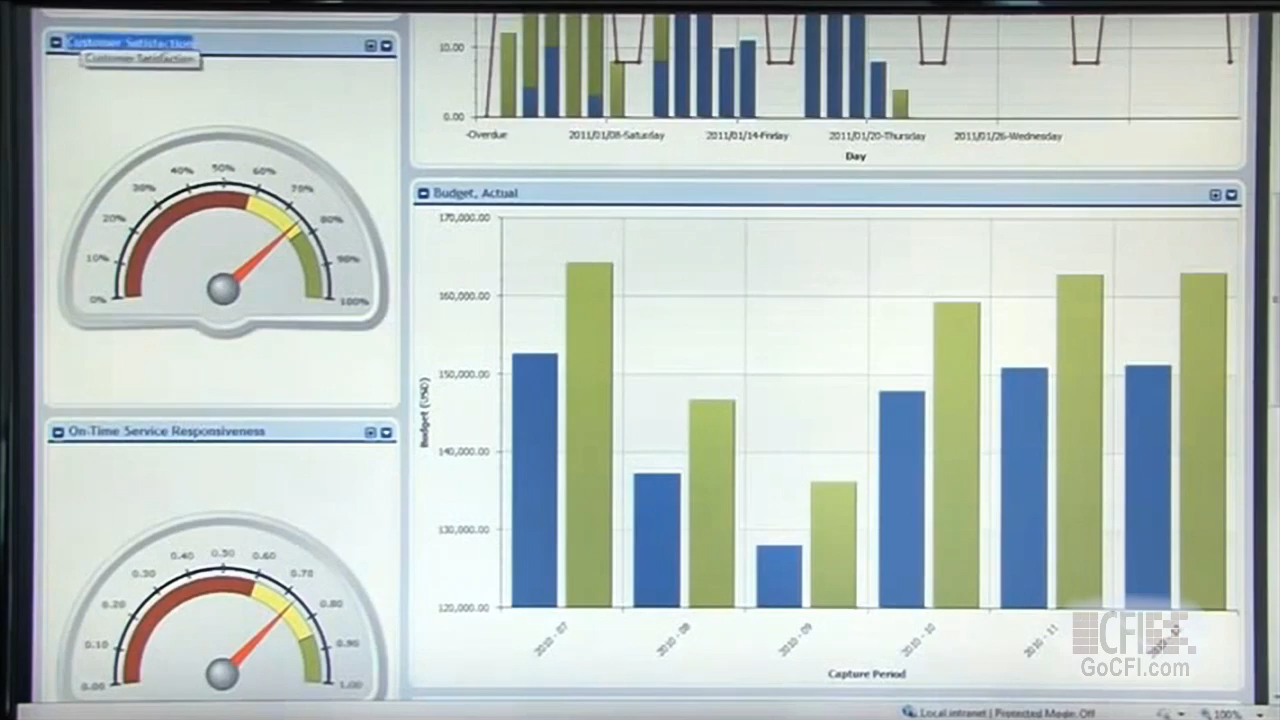 Customer Satisfaction
Customer Satisfaction
50%
40%
60%
30%
70%
20%
80%
10%
90%
0%
100%
On-Time Service Responsiveness
0.50
0.40
0.60
0.30
0.70
0.20
0.80
0.10
0.90
0.00
1.00
10.00
0.00
-Overdue
2011/01/08-Saturday
2011/01/14-Friday
2011/01/20-Thursday
2011/01/26-Wednesday
Day
Budget, Actual
170,000.00
160,000.00
150,000.00
140,000.00
130,000.00
120,000.00
Budget (USD)
2010 - 07
2010 - 08
2010 - 09
2010 - 10
2010 - 11
Capture Period
CFI
GoCFI.com
Local intranet | Protected Mode: Off
100%